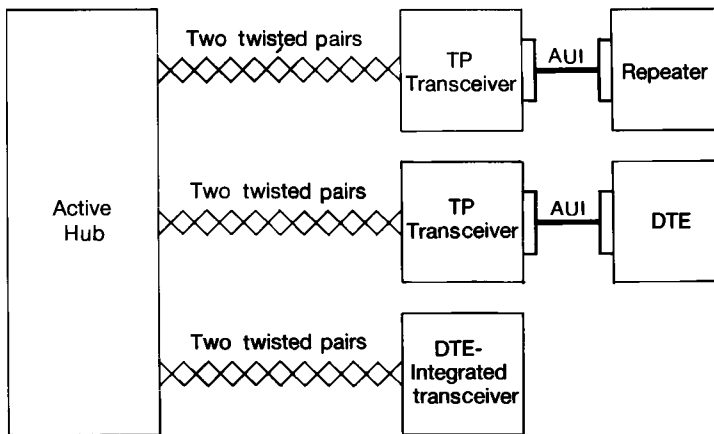 Two twisted pairs
TP
Transceiver
AUI
Repeater
Active
Hub
Two twisted pairs
TP
Transceiver
AUI
DTE
Two twisted pairs
DTE-
Integrated
transceiver